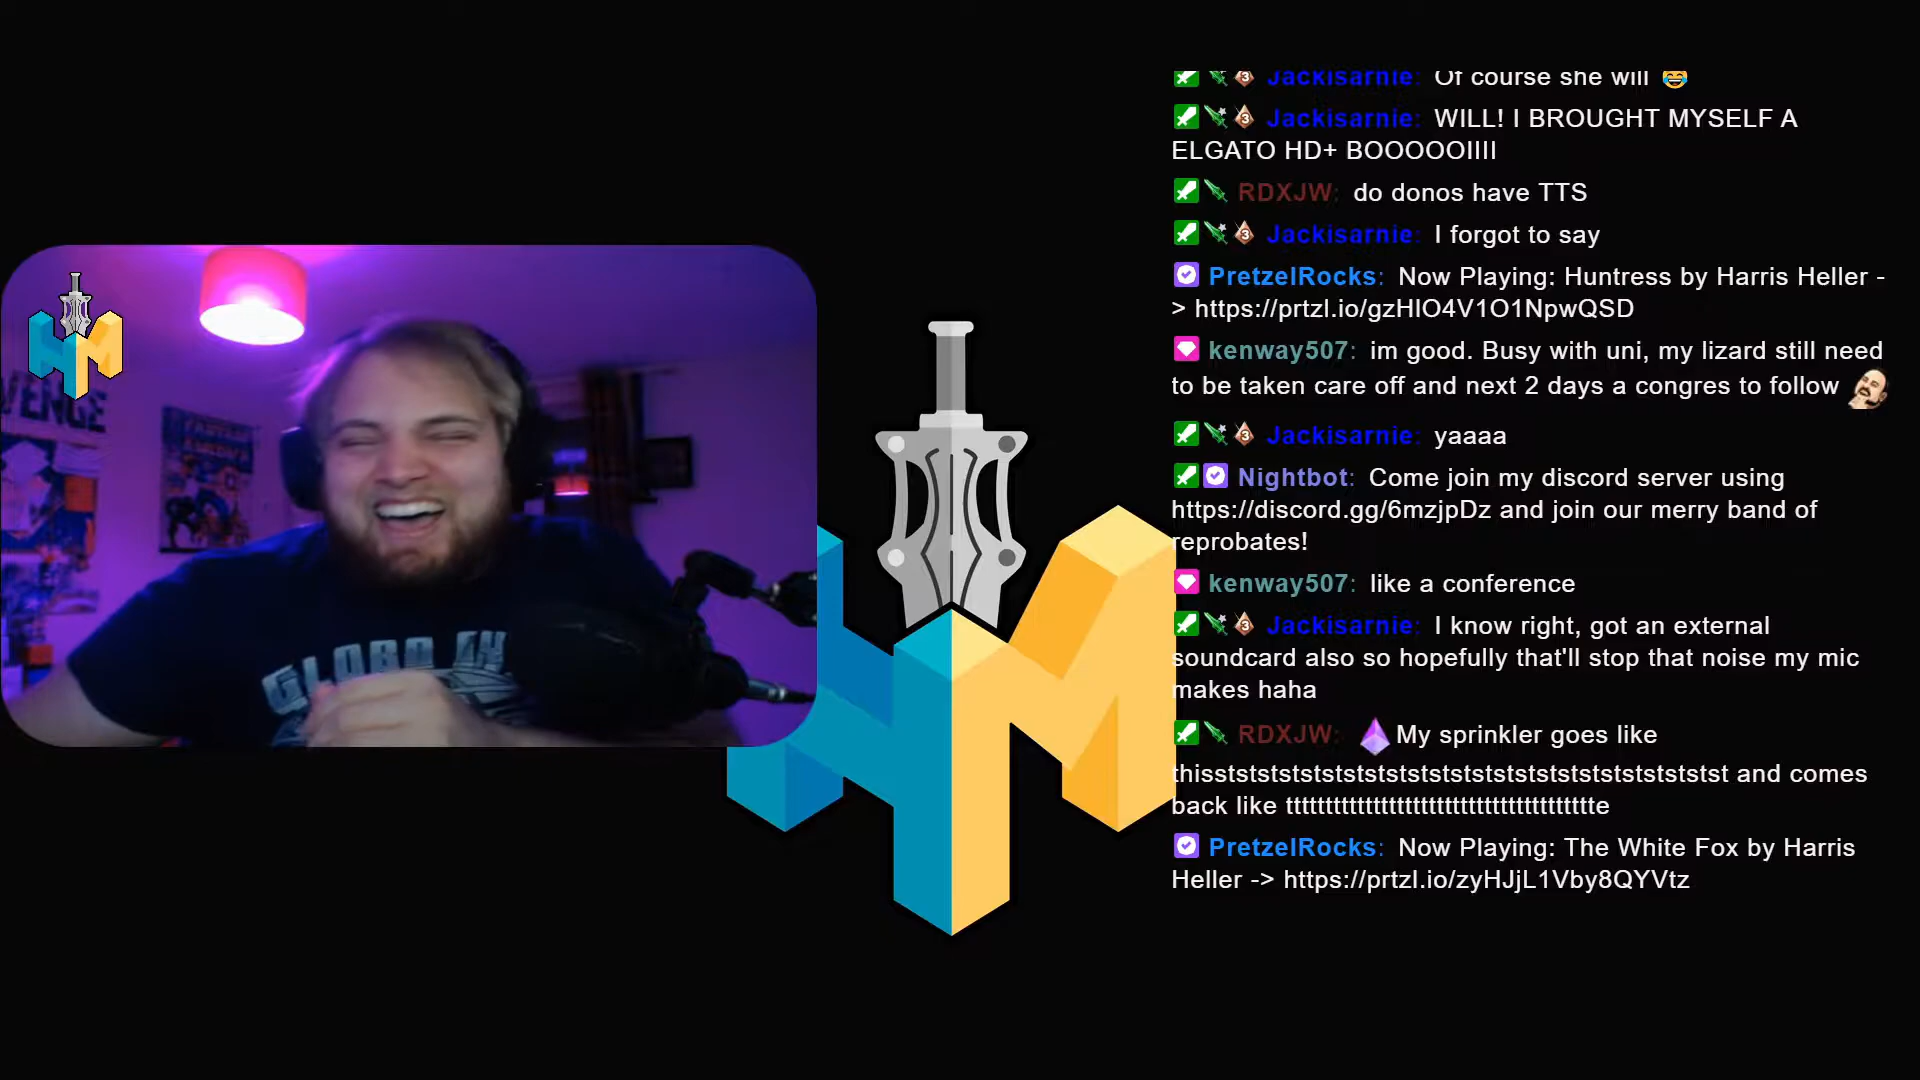 VENGE
GLOBO GYM
Jackisarnie: Of course she will 😂
Jackisarnie: WILL! I BROUGHT MYSELF A
ELGATO HD+ BOOOOOIIII
RDXJW: do donos have TTS
Jackisarnie: I forgot to say
PretzelRocks: Now Playing: Huntress by Harris Heller -
> https://prtzl.io/gzHIO4V1O1NpwQSD
kenway507: im good. Busy with uni, my lizard still need
to be taken care off and next 2 days a congres to follow
Jackisarnie: yaaaa
Nightbot: Come join my discord server using
https://discord.gg/6mzjpDz and join our merry band of
reprobates!
kenway507: like a conference
Jackisarnie: I know right, got an external
soundcard also so hopefully that'll stop that noise my mic
makes haha
RDXJW: My sprinkler goes like
thisstststststststststststststststststststststststststst and comes
back like ttttttttttttttttttttttttttttttttttttttte
PretzelRocks: Now Playing: The White Fox by Harris
Heller -> https://prtzl.io/zyHJjL1Vby8QYVtz